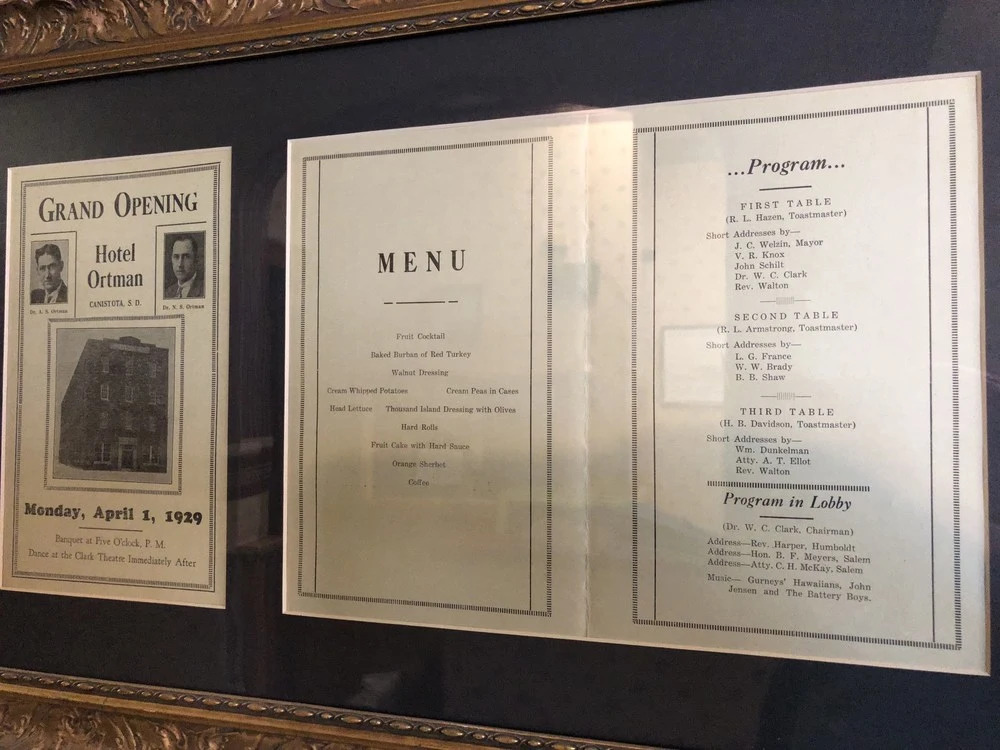 GRAND OPENING
Hotel
Ortman
CANISTOTA, S. D.
Dr. A. S. Ortman
Dr. N. S. Ortman
Monday, April 1, 1929
Banquet at Five O'clock, P. M.
Dance at the Clark Theatre Immediately After
MENU
Fruit Cocktail
Baked Burban of Red Turkey
Walnut Dressing
Cream Whipped Potatoes Cream Peas in Cases
Head Lettuce Thousand Island Dressing with Olives
Hard Rolls
Fruit Cake with Hard Sauce
Orange Sherbet
Coffee
...Program...
FIRST TABLE
(R. L. Hazen, Toastmaster)
Short Addresses by—
J. C. Welzin, Mayor
V. R. Knox
John Schilt
Dr. W. C. Clark
Rev. Walton
SECOND TABLE
(R. L. Armstrong, Toastmaster)
Short Addresses by—
L. G. France
W. W. Brady
B. B. Shaw
THIRD TABLE
(H. B. Davidson, Toastmaster)
Short Addresses by—
Wm. Dunkelman
Atty. A. T. Ellot
Rev. Walton
Program in Lobby
(Dr. W. C. Clark, Chairman)
Address—Rev. Harper, Humboldt
Address—Hon. B. F. Meyers, Salem
Address—Atty. C. H. McKay, Salem
Music— Gurneys' Hawaiians, John
Jensen and The Battery Boys.